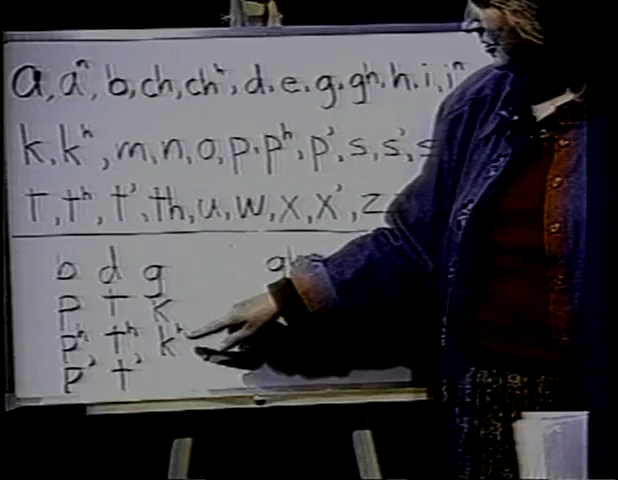 a, aⁿ, b, ch, chʰ, d, e, g, gh, h, i, iⁿ
k, kʰ, m, n, o, p, pʰ, p', s, s', s
t, tʰ, t', th, u, w, x, x', z
b d g
p t k
pʰ tʰ kʰ
p' t'